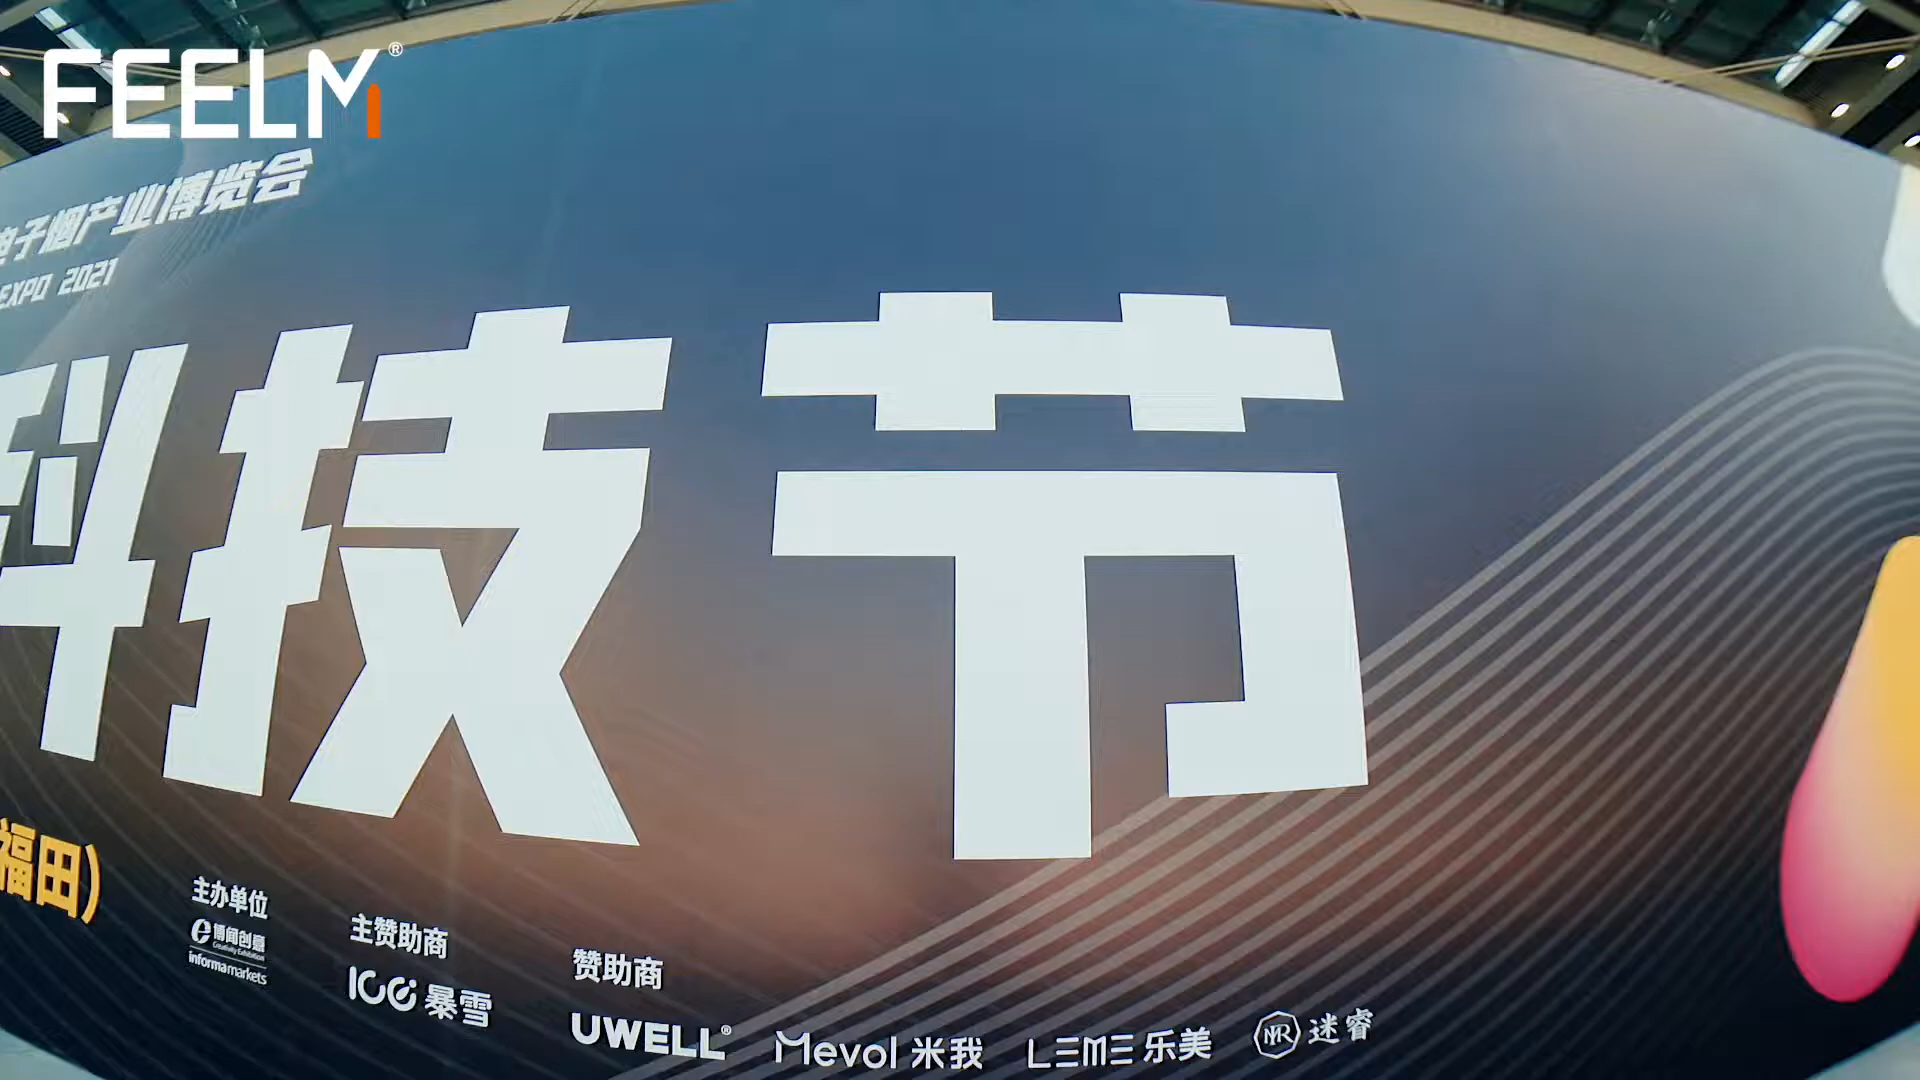 FEELM®
电子烟产业博览会
EXPO 2021
科技节
福田)
主办单位
博闻创意
Creativity Exhibition
informamarkets
主赞助商
ICE 暴雪
赞助商
UWELL®
Mevol 米我
LEME 乐美
MR 迷睿